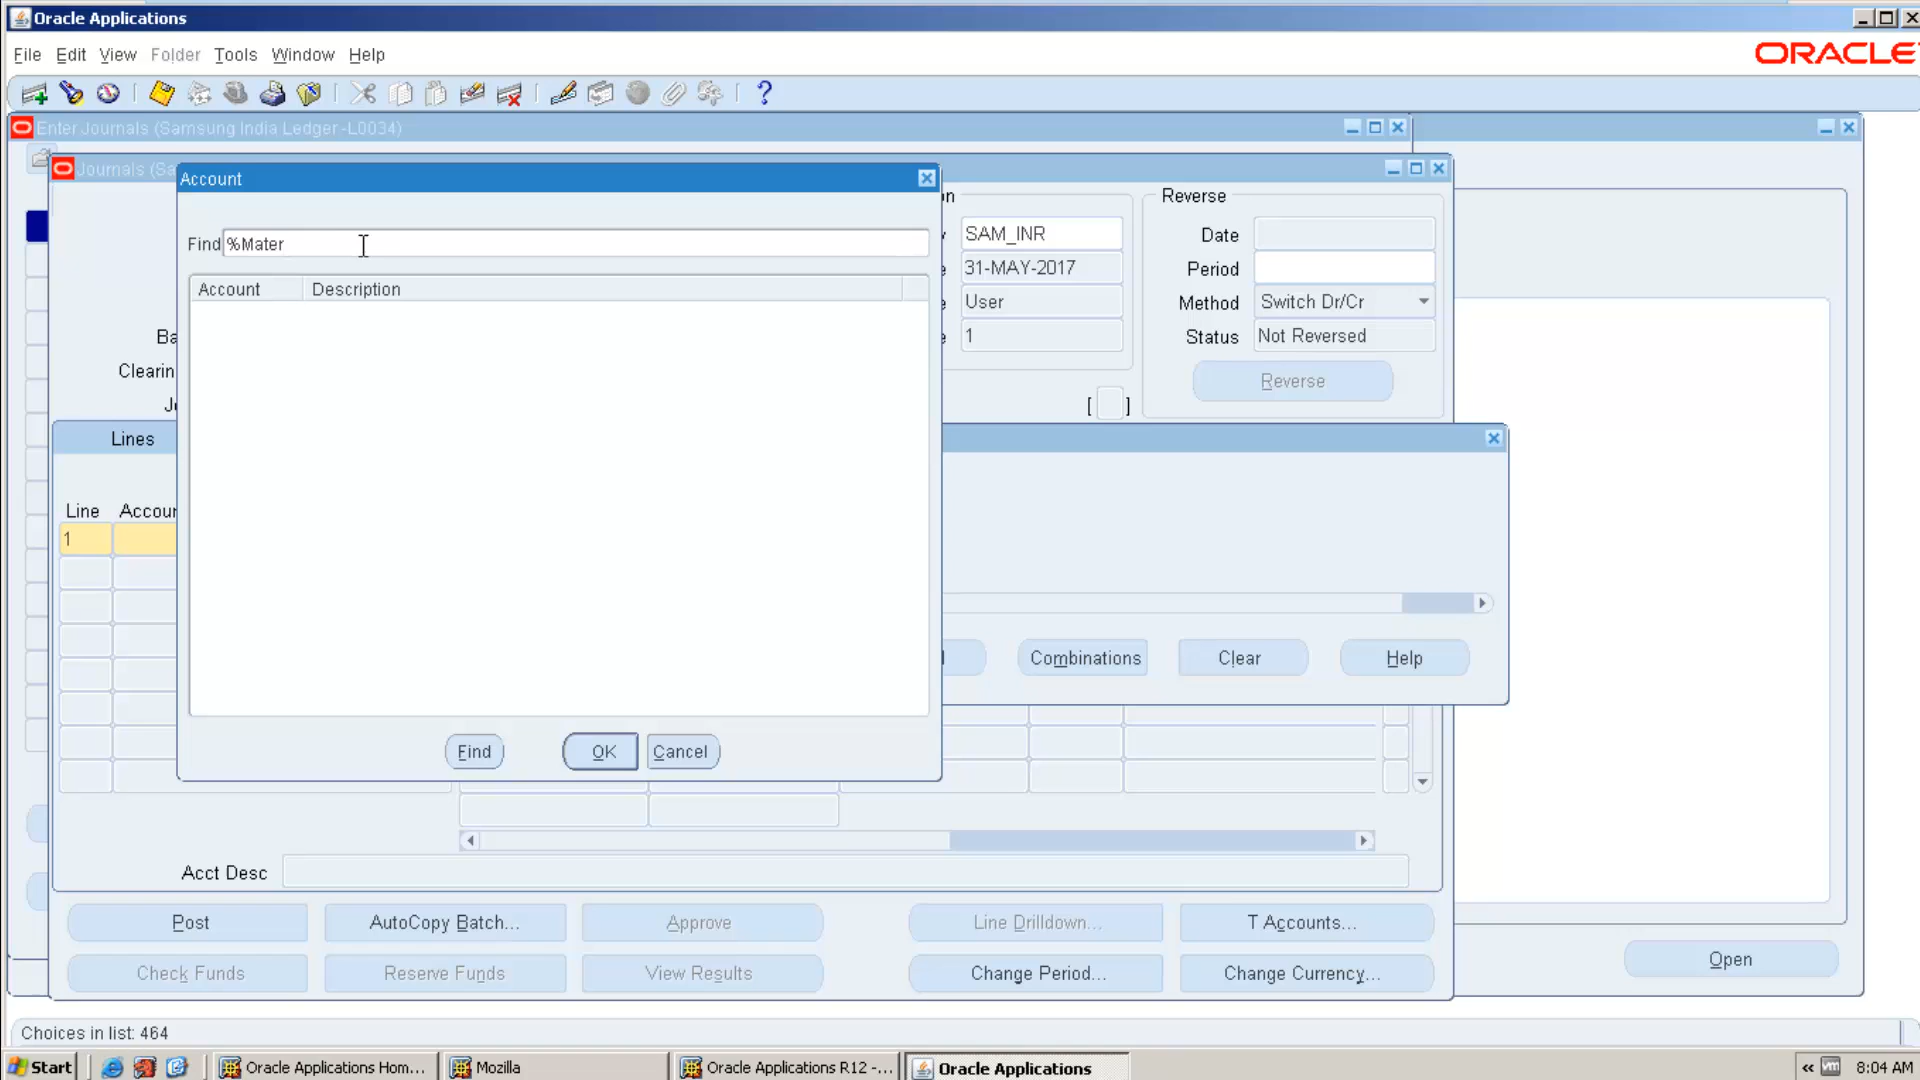 Oracle Applications
File Edit View Folder Tools Window Help
ORACLE
Enter Journals (Samsung India Ledger -L0034)
Journals (Sa
Account
Find %Mater
Account Description
SAM_INR
31-MAY-2017
User
1
[ ]
Reverse
Date
Period
Method Switch Dr/Cr
Status Not Reversed
Reverse
Ba
Clearin
Lines
Line Accour
1
Find OK Cancel
Combinations Clear Help
Acct Desc
Post AutoCopy Batch... Approve Line Drilldown... T Accounts...
Check Funds Reserve Funds View Results Change Period... Change Currency...
Open
Choices in list: 464
Start Oracle Applications Hom... Mozilla Oracle Applications R12 -... Oracle Applications « 8:04 AM